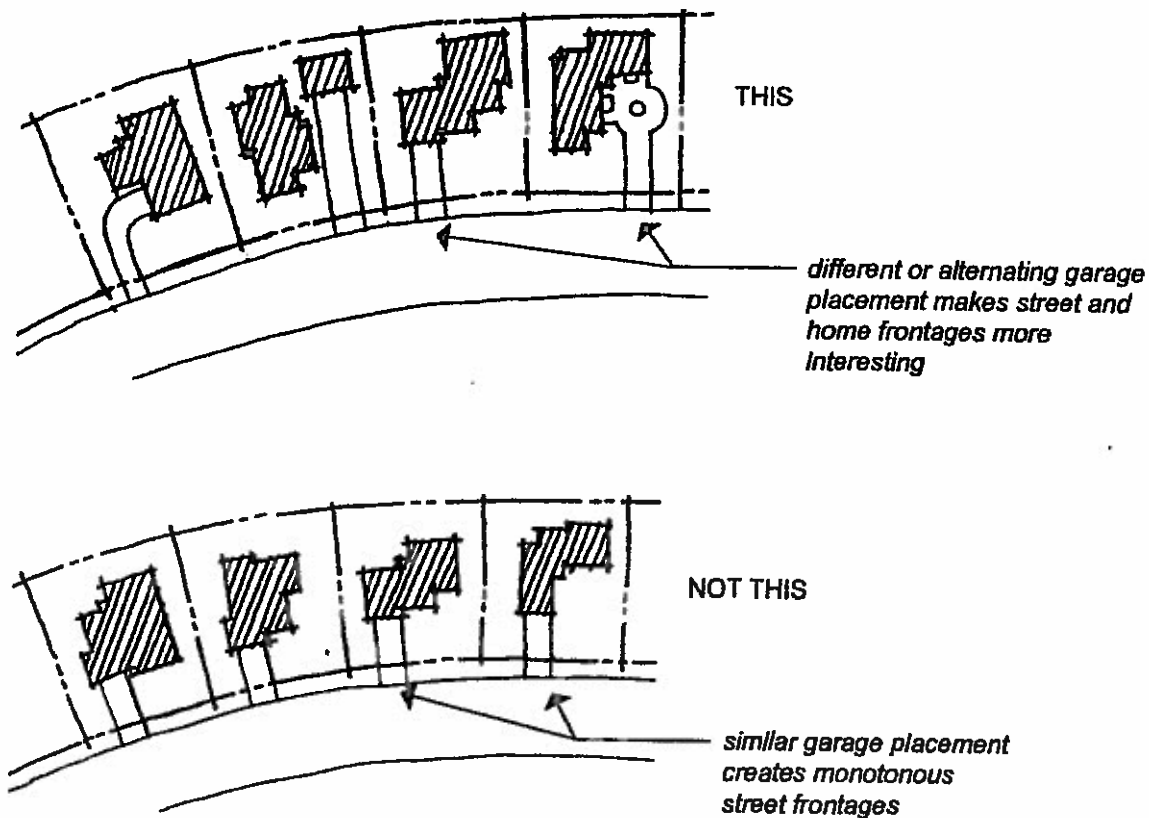 THIS
different or alternating garage
placement makes street and
home frontages more
interesting
NOT THIS
similar garage placement
creates monotonous
street frontages